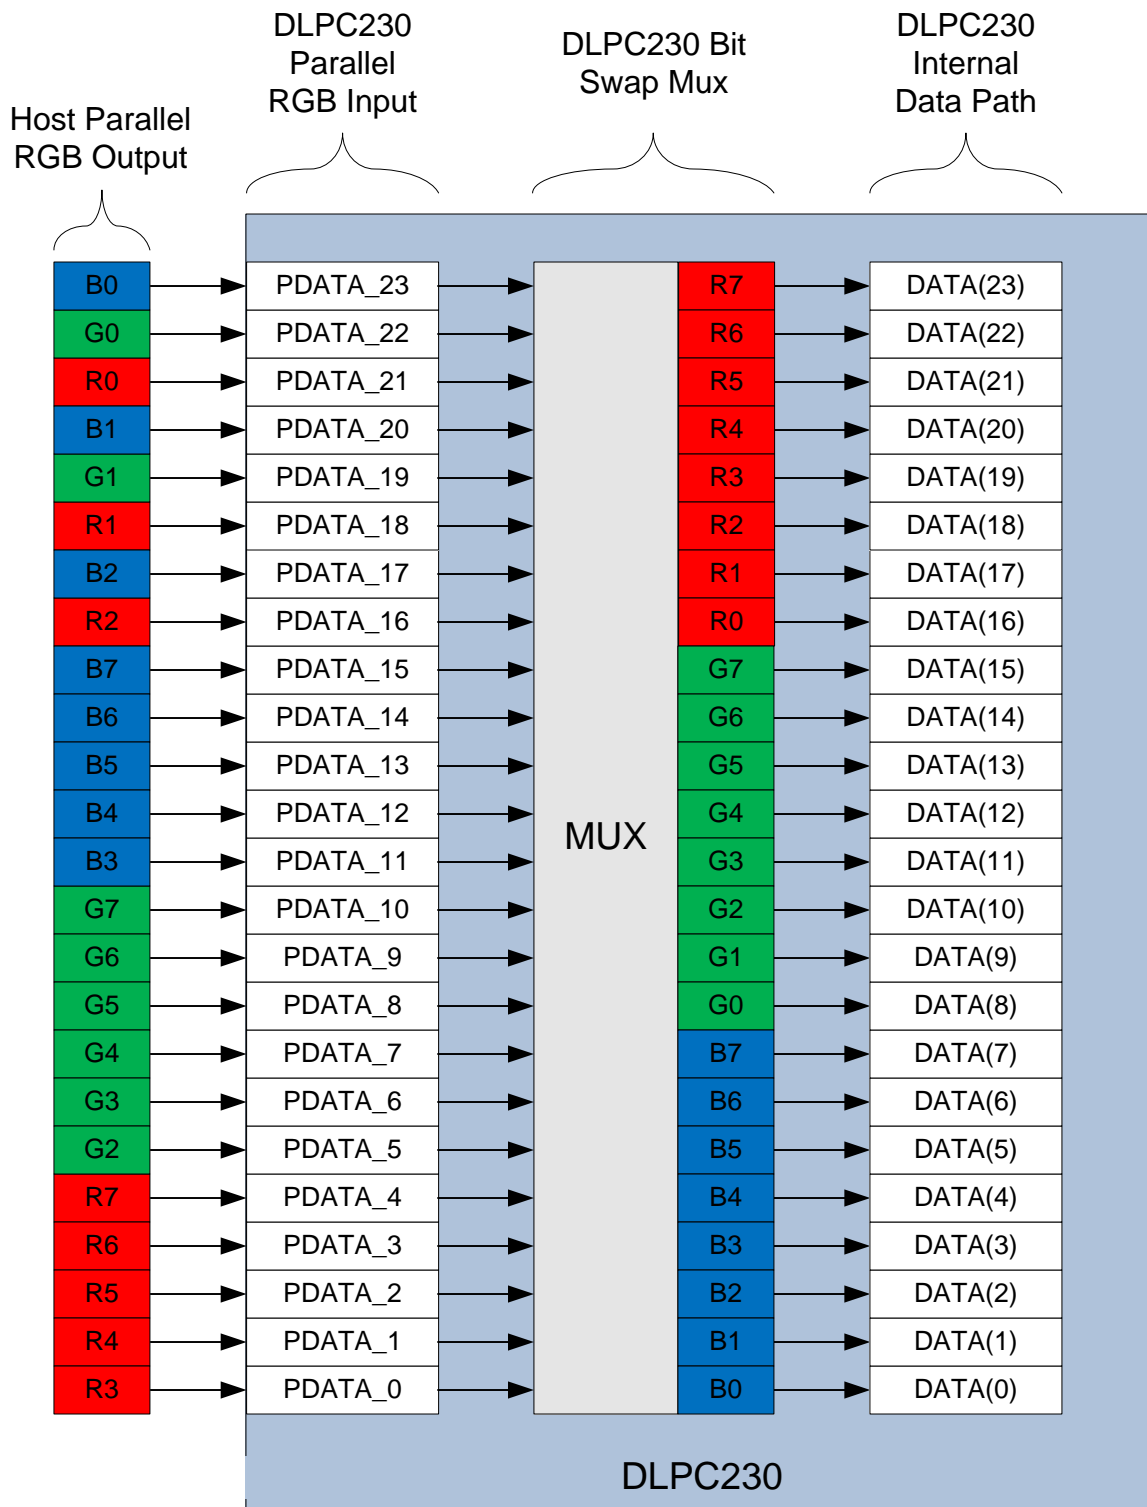 DLPC230
Parallel
RGB Input
DLPC230 Bit
Swap Mux
DLPC230
Internal
Data Path
Host Parallel
RGB Output
B0 PDATA_23 R7 DATA(23)
G0 PDATA_22 R6 DATA(22)
R0 PDATA_21 R5 DATA(21)
B1 PDATA_20 R4 DATA(20)
G1 PDATA_19 R3 DATA(19)
R1 PDATA_18 R2 DATA(18)
B2 PDATA_17 R1 DATA(17)
R2 PDATA_16 R0 DATA(16)
B7 PDATA_15 G7 DATA(15)
B6 PDATA_14 G6 DATA(14)
B5 PDATA_13 G5 DATA(13)
B4 PDATA_12 G4 DATA(12)
MUX
B3 PDATA_11 G3 DATA(11)
G7 PDATA_10 G2 DATA(10)
G6 PDATA_9 G1 DATA(9)
G5 PDATA_8 G0 DATA(8)
G4 PDATA_7 B7 DATA(7)
G3 PDATA_6 B6 DATA(6)
G2 PDATA_5 B5 DATA(5)
R7 PDATA_4 B4 DATA(4)
R6 PDATA_3 B3 DATA(3)
R5 PDATA_2 B2 DATA(2)
R4 PDATA_1 B1 DATA(1)
R3 PDATA_0 B0 DATA(0)
DLPC230